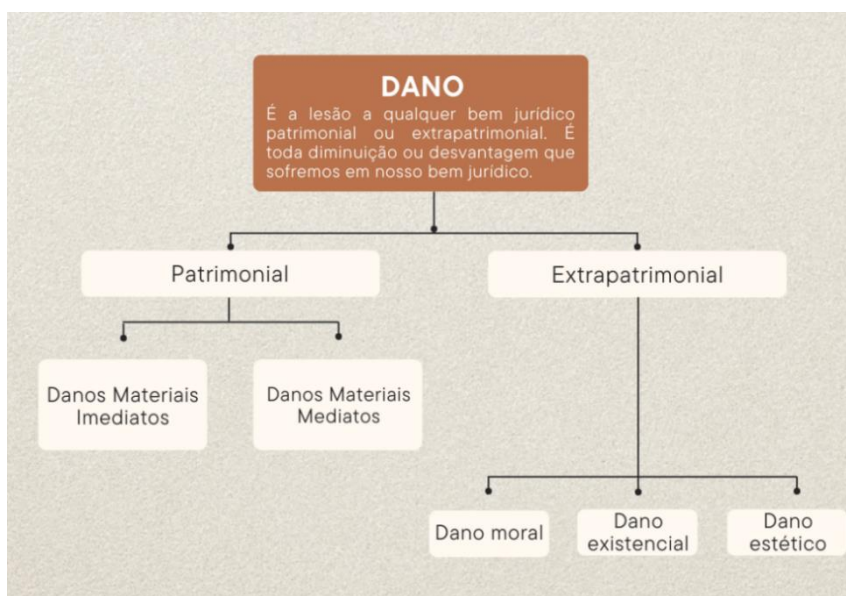 DANO
É a lesão a qualquer bem jurídico
patrimonial ou extrapatrimonial. É
toda diminuição ou desvantagem que
sofremos em nosso bem jurídico.
Patrimonial
Extrapatrimonial
Danos Materiais
Imediatos
Danos Materiais
Mediatos
Dano moral
Dano
existencial
Dano
estético